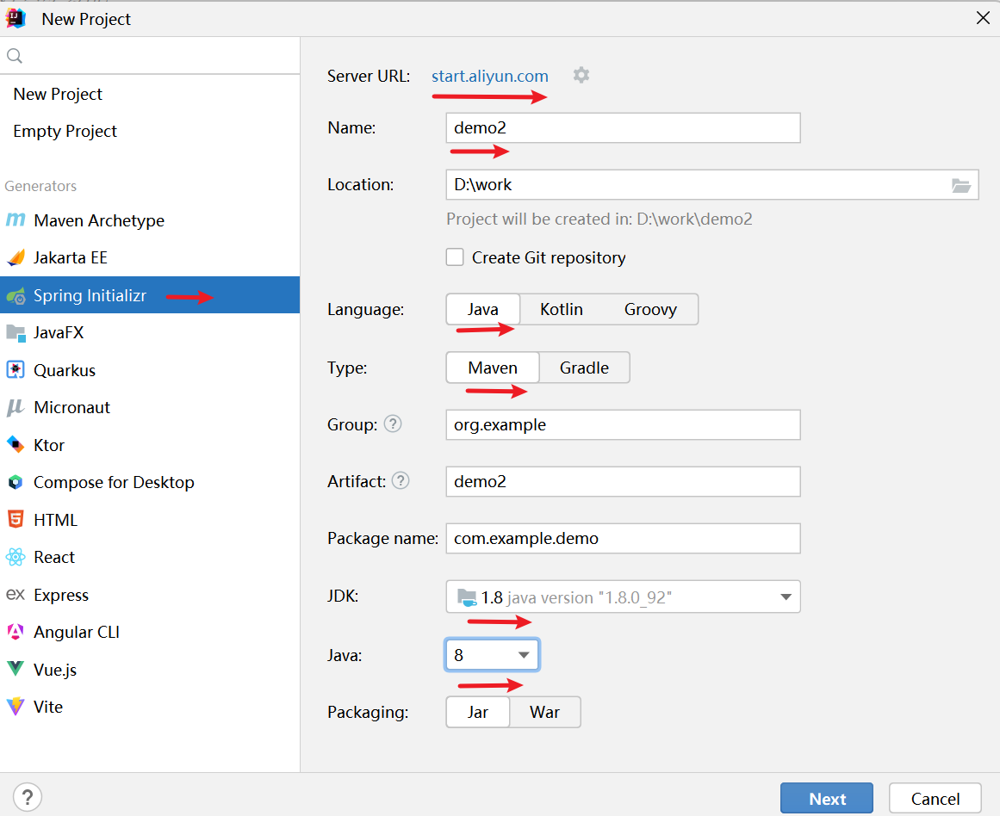 New Project
New Project
Empty Project
Generators
Maven Archetype
Jakarta EE
Spring Initializr
JavaFX
Quarkus
Micronaut
Ktor
Compose for Desktop
HTML
React
ex Express
Angular CLI
Vue.js
Vite
Server URL: start.aliyun.com
Name: demo2
Location: D:\work
Project will be created in: D:\work\demo2
Create Git repository
Language: Java Kotlin Groovy
Type: Maven Gradle
Group: ? org.example
Artifact: ? demo2
Package name: com.example.demo
JDK: 1.8 java version "1.8.0_92"
Java: 8
Packaging: Jar War
? Next Cancel